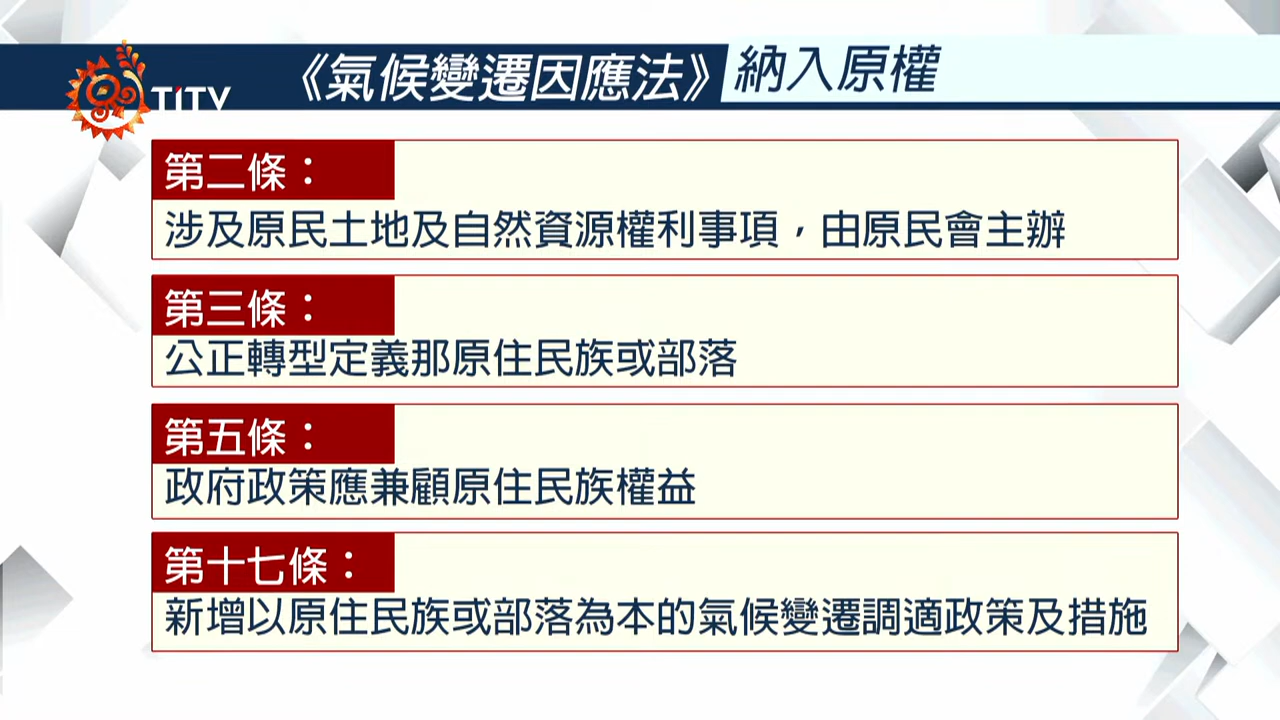 TiTV
《氣候變遷因應法》納入原權
第二條：
涉及原民土地及自然資源權利事項，由原民會主辦
第三條：
公正轉型定義那原住民族或部落
第五條：
政府政策應兼顧原住民族權益
第十七條：
新增以原住民族或部落為本的氣候變遷調適政策及措施